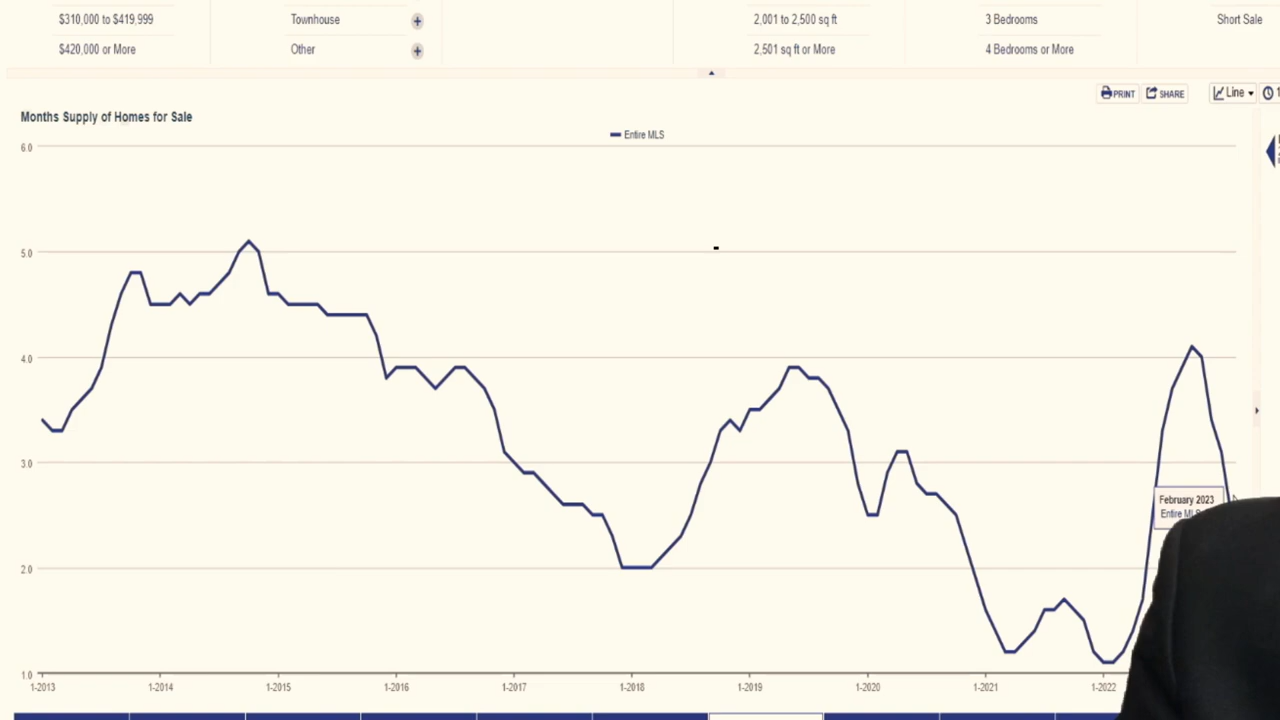 $310,000 to $419,999 Townhouse 2,001 to 2,500 sq ft 3 Bedrooms Short Sale
$420,000 or More Other 2,501 sq ft or More 4 Bedrooms or More
PRINT SHARE Line
Months Supply of Homes for Sale
Entire MLS
6.0
5.0
4.0
3.0
2.0
1.0
February 2023
Entire
1-2013 1-2014 1-2015 1-2016 1-2017 1-2018 1-2019 1-2020 1-2021 1-2022